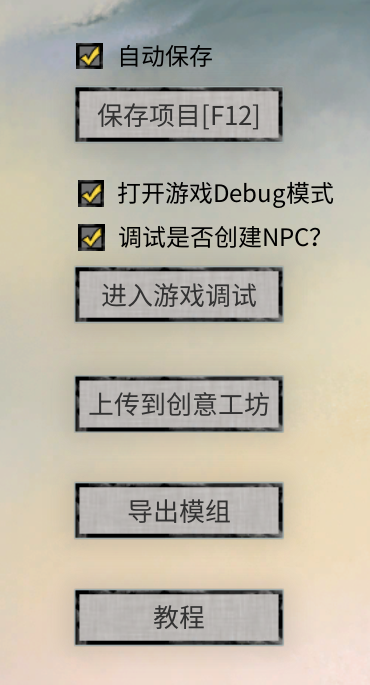 自动保存
保存项目[F12]
打开游戏Debug模式
调试是否创建NPC？
进入游戏调试
上传到创意工坊
导出模组
教程